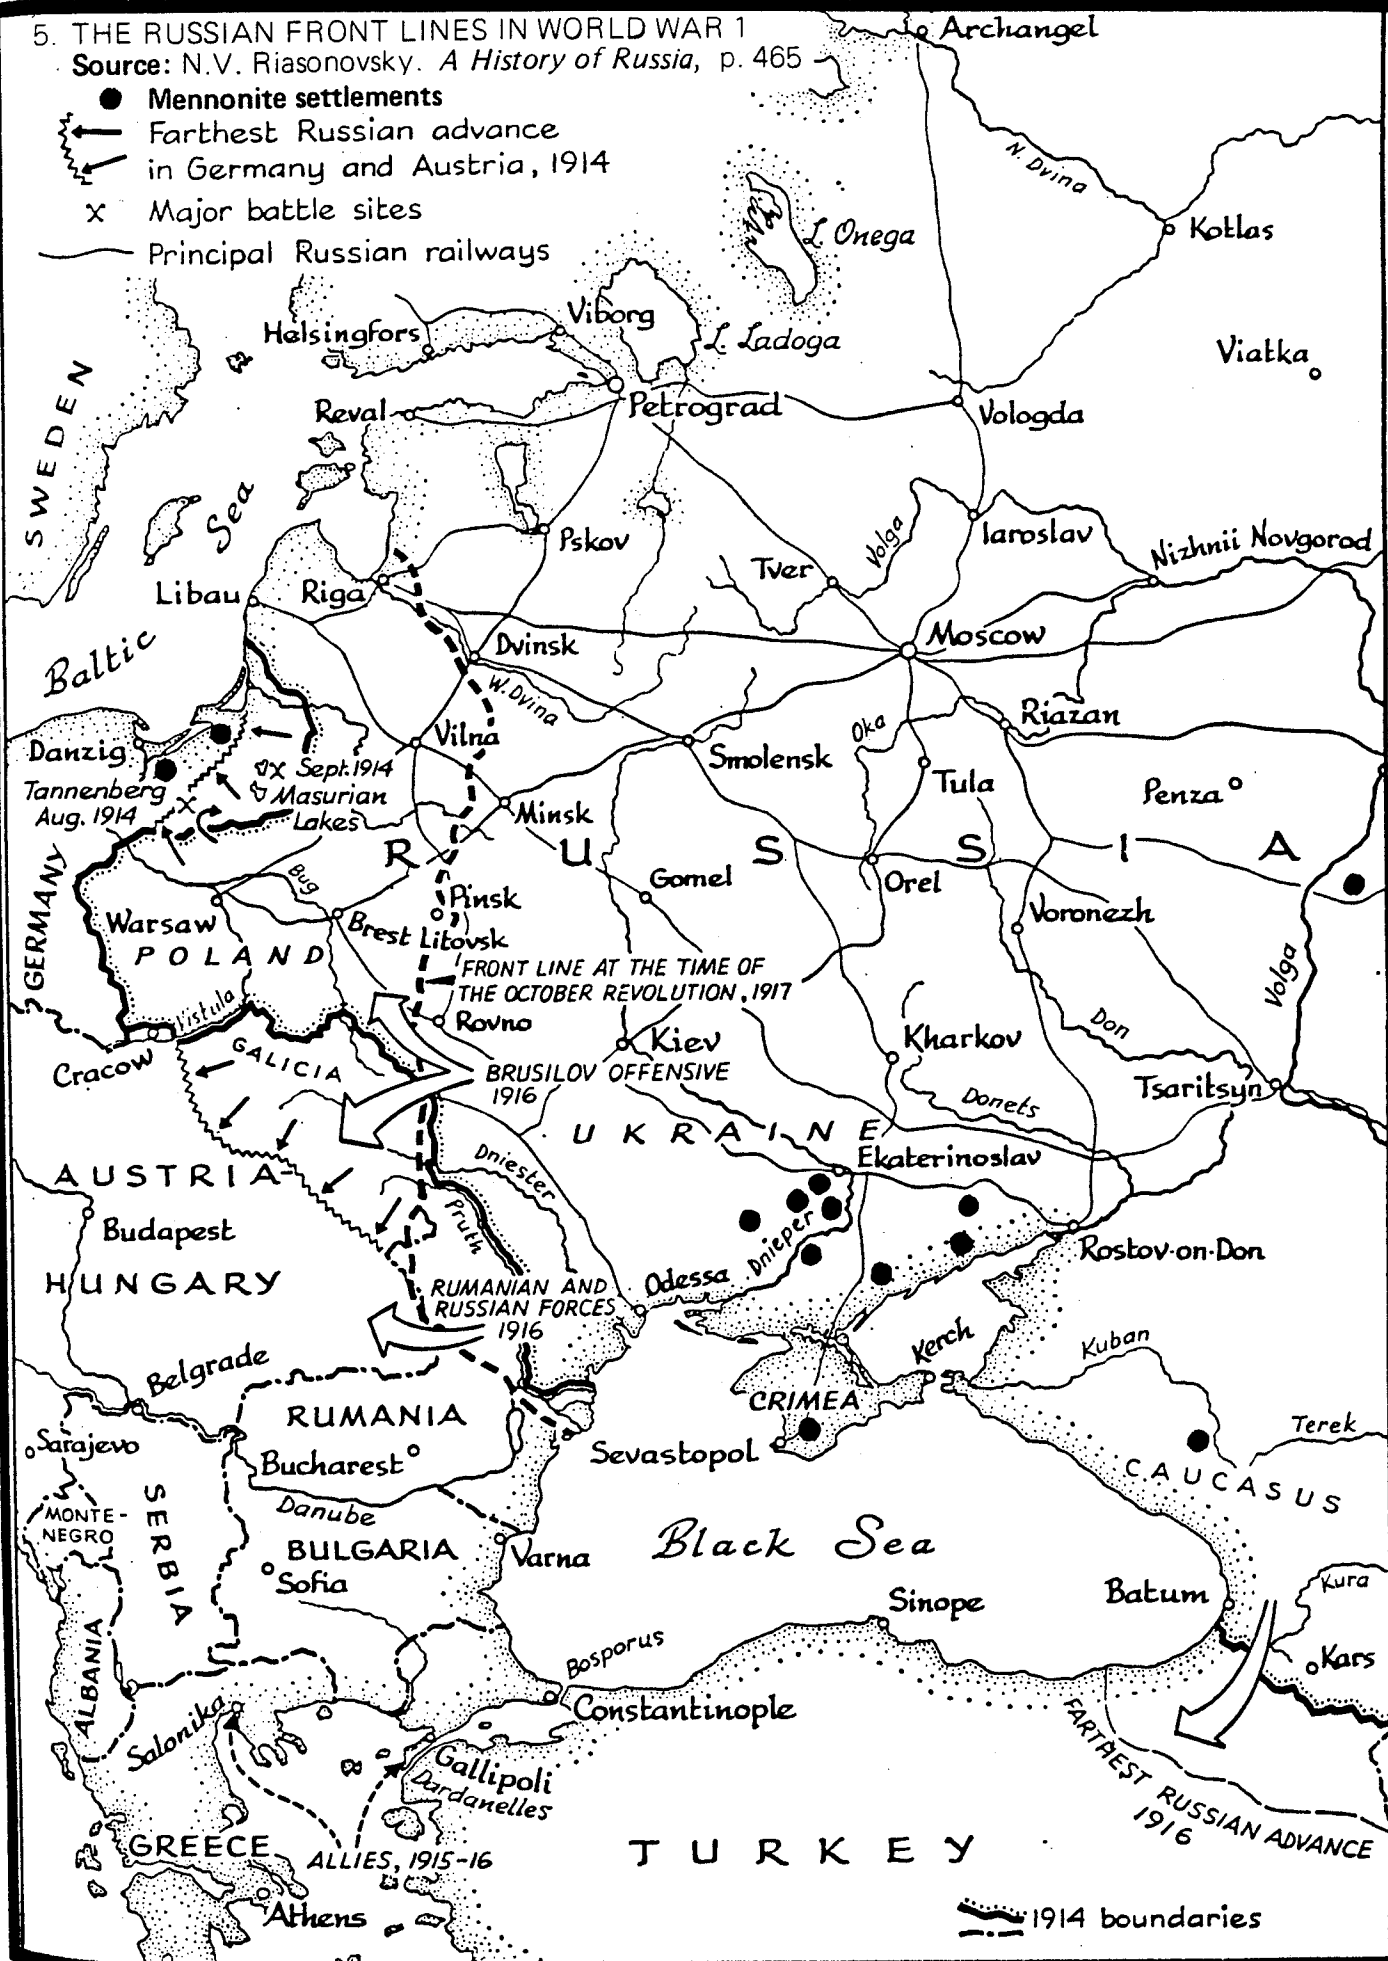 5. THE RUSSIAN FRONT LINES IN WORLD WAR 1
Source: N.V. Riasonovsky. A History of Russia, p. 465
Mennonite settlements
Farthest Russian advance
in Germany and Austria, 1914
x Major battle sites
Principal Russian railways
Archangel
N. Dvina
Kotlas
L. Onega
Viborg
Helsingfors
L. Ladoga
Viatka
SWEDEN
Reval
Petrograd
Vologda
Sea
Pskov
Volga
Iaroslav
Nizhnii Novgorod
Tver
Libau
Riga
Baltic
Dvinsk
Moscow
W. Dvina
Oka
Riazan
Danzig
Vilna
Smolensk
x Sept. 1914
Tula
Penza
Tannenberg
Masurian
Aug. 1914
x
Lakes
Minsk
RUSSIA
GERMANY
Bug
Gomel
Orel
Pinsk
Warsaw
Brest Litovsk
Voronezh
POLAND
FRONT LINE AT THE TIME OF
THE OCTOBER REVOLUTION, 1917
Volga
Vistula
Rovno
Kiev
Kharkov
Don
Cracow
GALICIA
BRUSILOV OFFENSIVE
1916
Tsaritsyn
Donets
UKRAINE
Ekaterinoslav
AUSTRIA-
Dniester
Budapest
Pruth
Dnieper
Rostov-on-Don
HUNGARY
RUMANIAN AND
RUSSIAN FORCES
1916
Odessa
Kerch
Kuban
Belgrade
RUMANIA
CRIMEA
Terek
Sarajevo
Bucharest
Sevastopol
CAUCASUS
MONTE-
NEGRO
SERBIA
Danube
BULGARIA
Varna
Black Sea
Sofia
Sinope
Batum
Kura
ALBANIA
Bosporus
Kars
Salonika
Constantinople
Gallipoli
Dardanelles
FARTHEST RUSSIAN ADVANCE
1916
GREECE
ALLIES, 1915-16
TURKEY
Athens
1914 boundaries